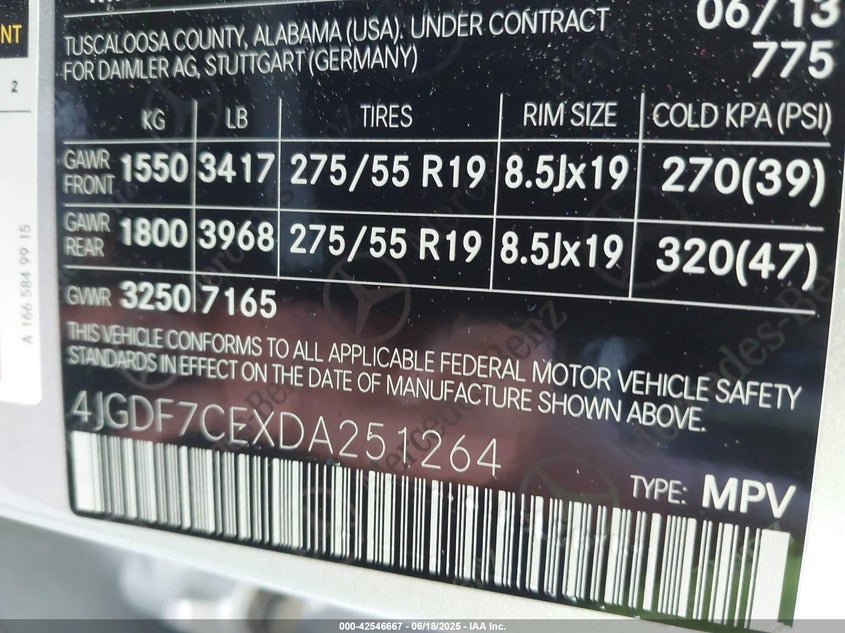 NT
06/13
TUSCALOOSA COUNTY, ALABAMA (USA). UNDER CONTRACT
FOR DAIMLER AG, STUTTGART (GERMANY)
775
2
KG LB TIRES RIM SIZE COLD KPA (PSI)
GAWR FRONT 1550 3417 275/55 R19 8.5Jx19 270(39)
GAWR REAR 1800 3968 275/55 R19 8.5Jx19 320(47)
GVWR 3250 7165
A 166 584 99 15
THIS VEHICLE CONFORMS TO ALL APPLICABLE FEDERAL MOTOR VEHICLE SAFETY
STANDARDS IN EFFECT ON THE DATE OF MANUFACTURE SHOWN ABOVE.
4JGDF7CEXDA251264
TYPE: MPV
Mercedes-Benz
Mercedes-Benz
000-42546667 - 06/18/2025 - IAA Inc.